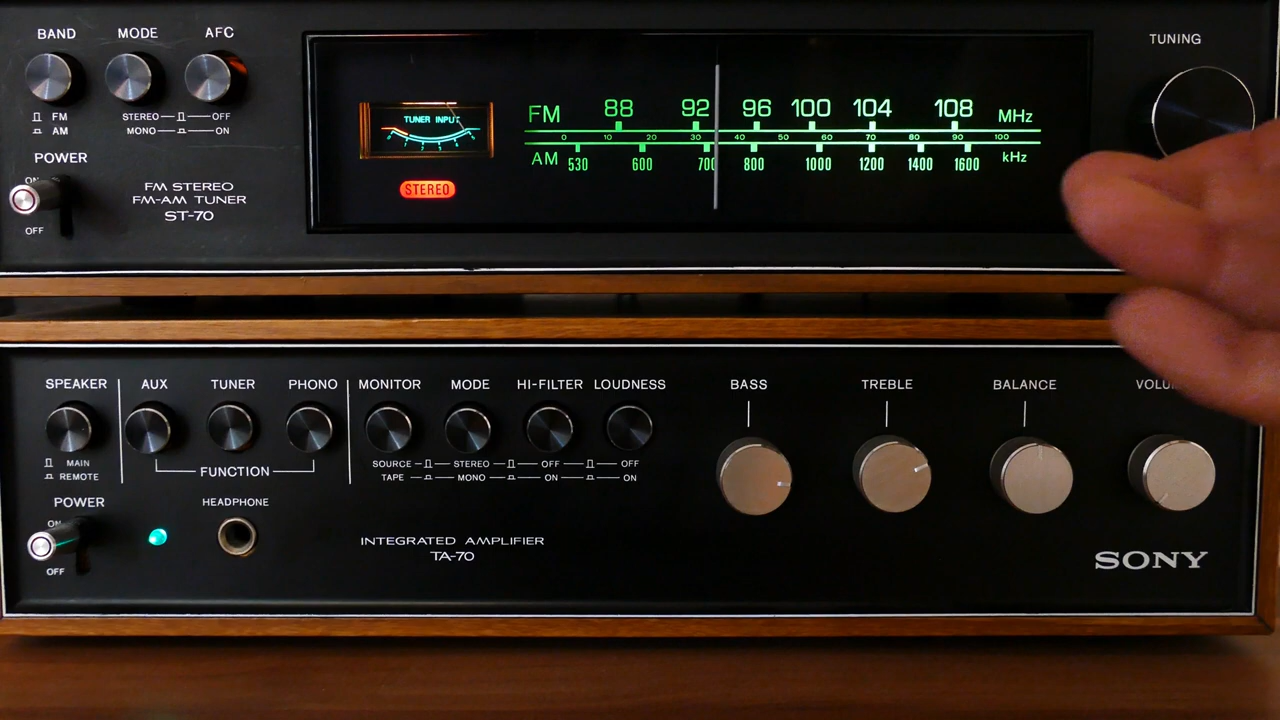 BAND MODE AFC
FM STEREO OFF
AM MONO ON
POWER
ON
OFF
FM STEREO
FM-AM TUNER
ST-70
TUNER INPUT
STEREO
FM 88 92 96 100 104 108 MHz
0 10 20 30 40 50 60 70 80 90 100
AM 530 600 700 800 1000 1200 1400 1600 kHz
TUNING
SPEAKER AUX TUNER PHONO MONITOR MODE HI-FILTER LOUDNESS BASS TREBLE BALANCE
MAIN
REMOTE
FUNCTION
SOURCE STEREO OFF OFF
TAPE MONO ON ON
POWER
ON
OFF
HEADPHONE
INTEGRATED AMPLIFIER
TA-70
SONY